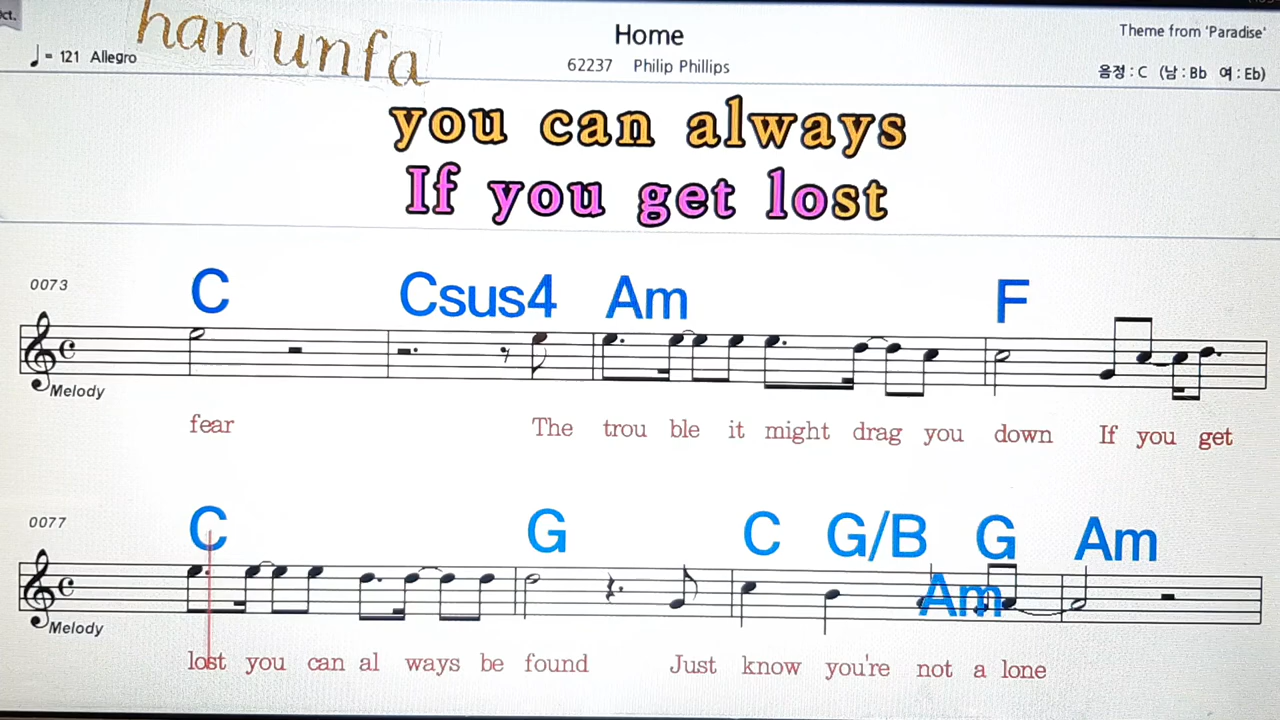 ct.
han unfa
♩= 121 Allegro
Home
62237 Philip Phillips
Theme from ‘Paradise’
음정 : C (남 : Bb 여 : Eb)
you can always
If you get lost
0073
C Csus4 Am F
Melody
fear The trou ble it might drag you down If you get
0077
C G C G/B Am G Am
Melody
lost you can al ways be found Just know you're not a lone